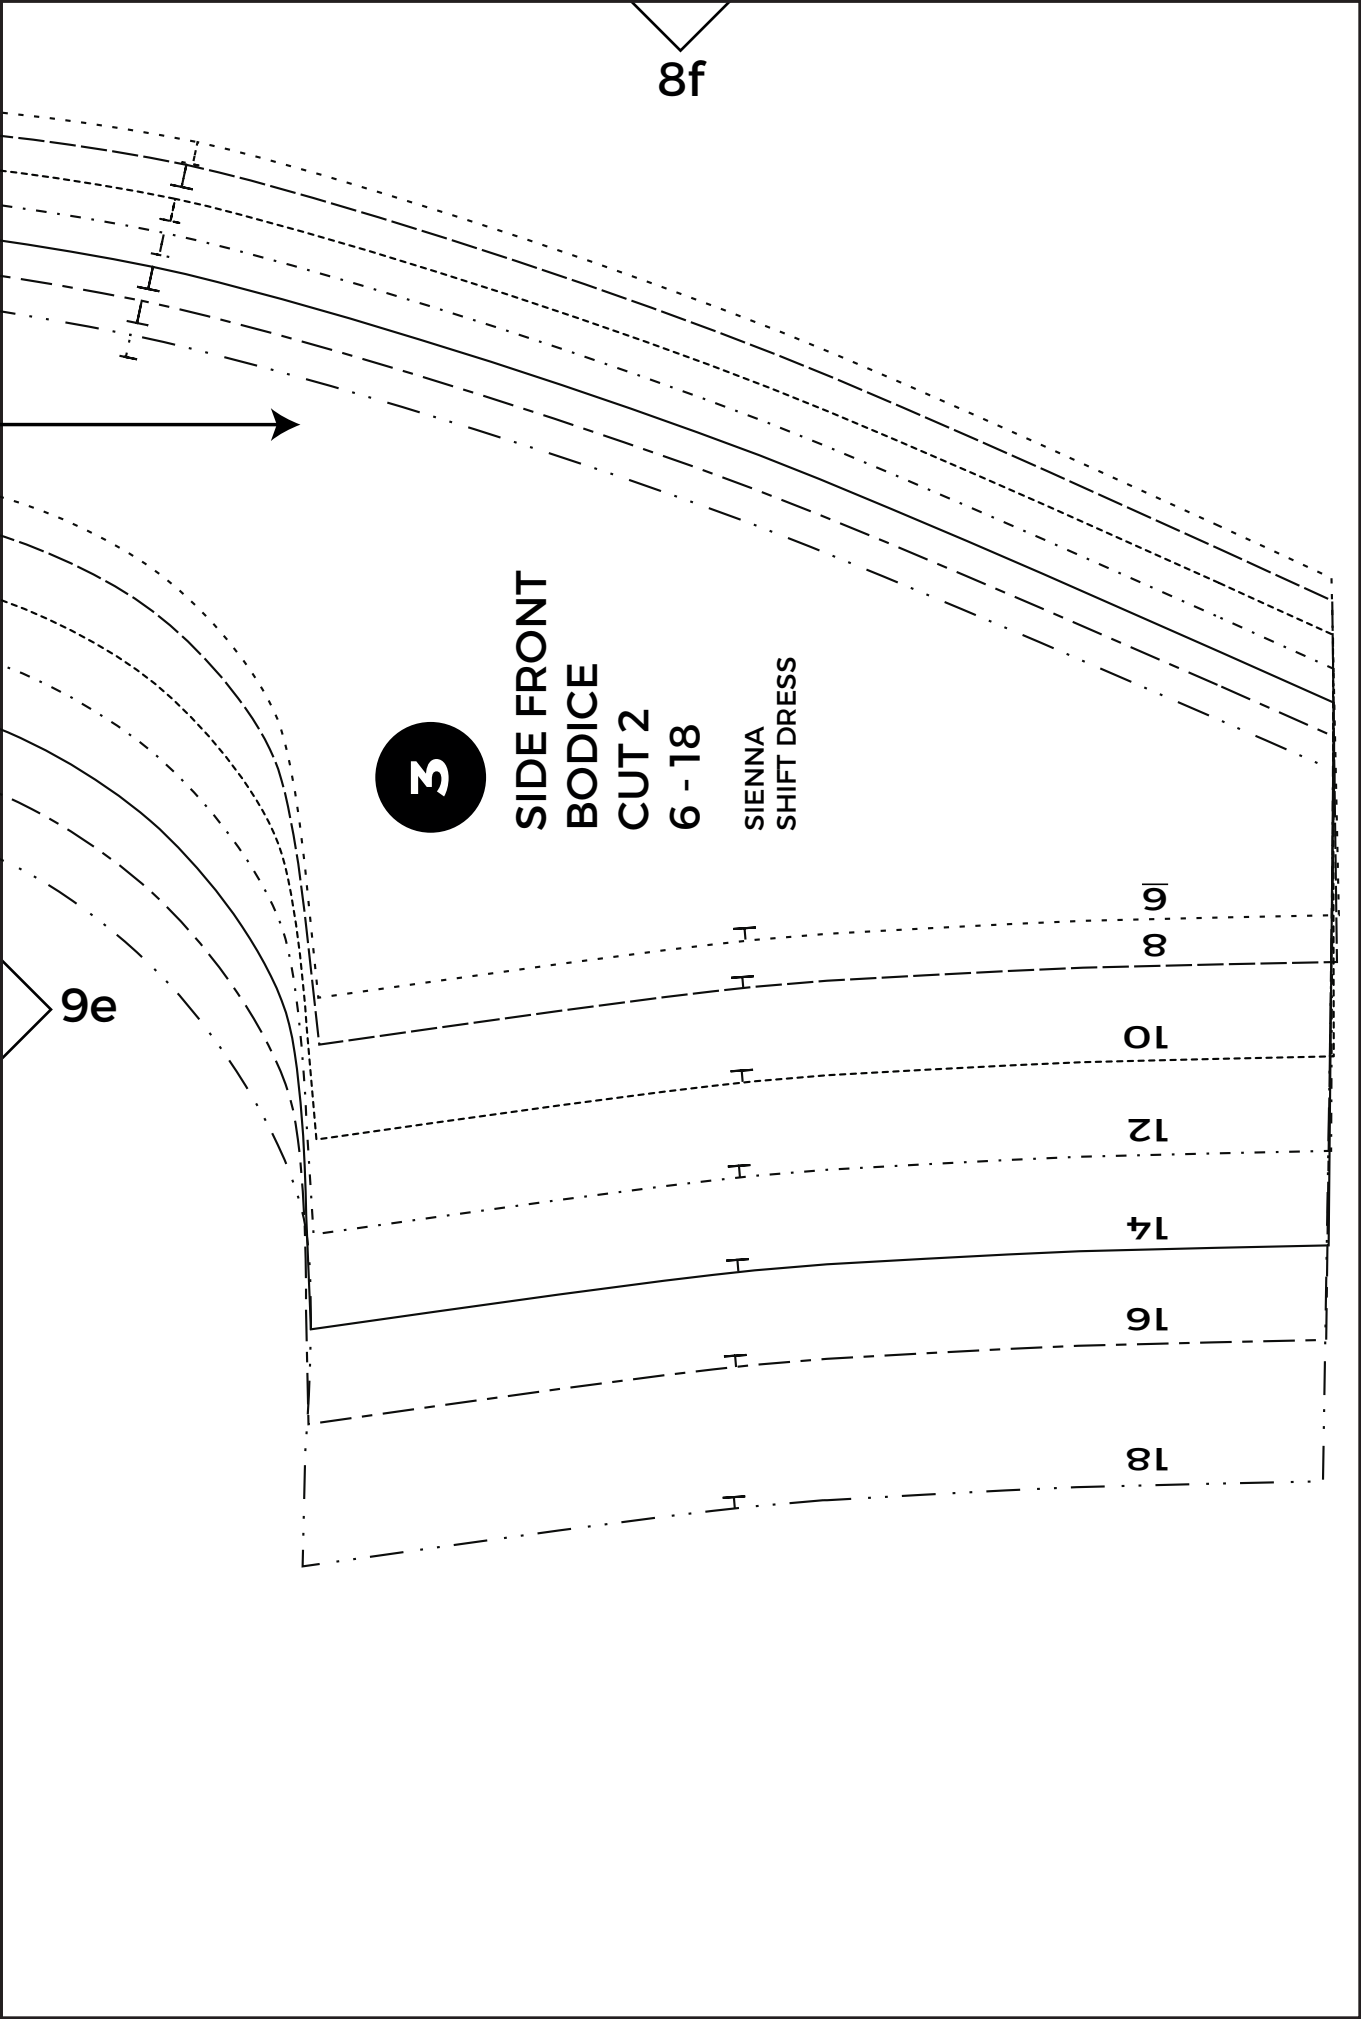 8f
3
SIDE FRONT
BODICE
CUT 2
6 - 18
SIENNA
SHIFT DRESS
6
8
10
12
14
16
18
9e